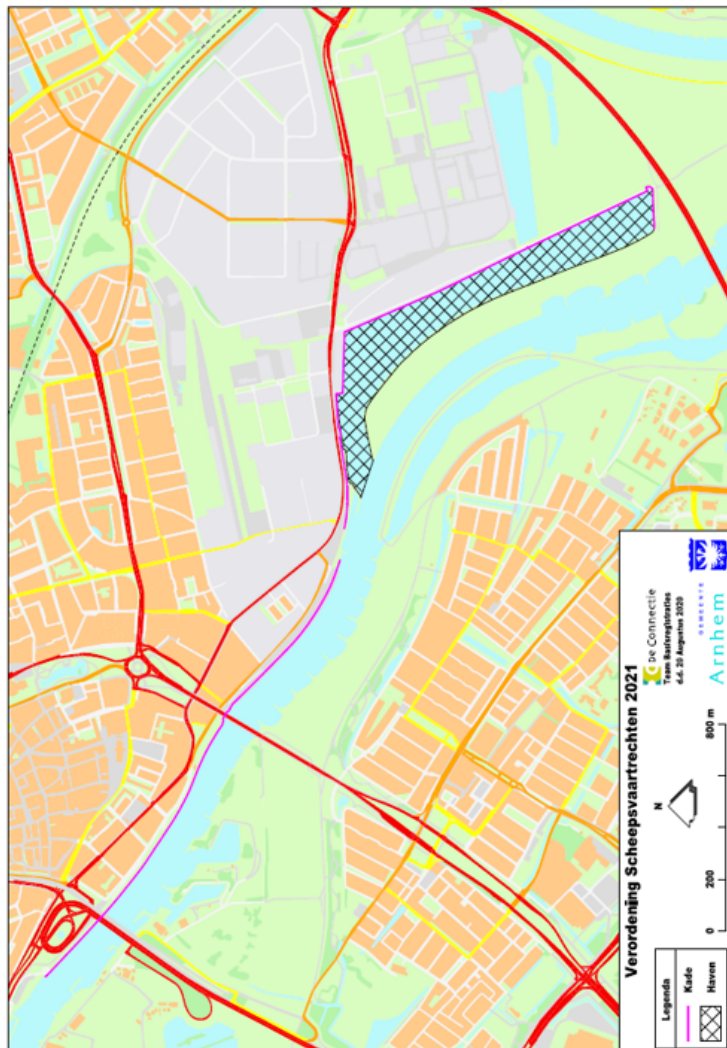 Verordening Scheepsvaartrechten 2021
Legenda
Kade
Haven
N
0
200
800 m
De Connectie
Team Basisregistraties
d.d. 20 Augustus 2020
GEMEENTE
Arnhem